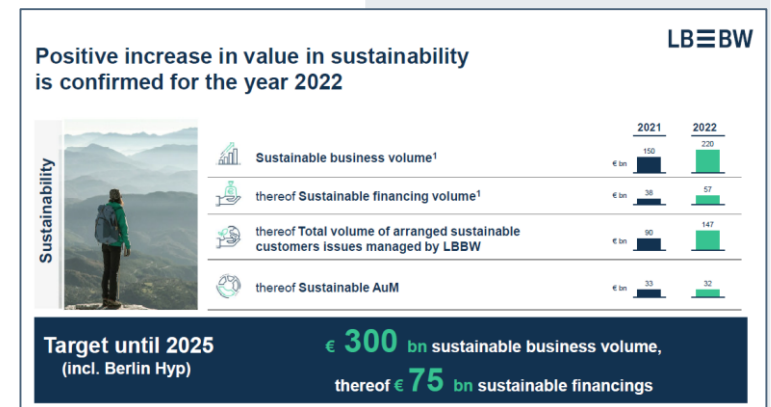 LB☰BW
Positive increase in value in sustainability
is confirmed for the year 2022
Sustainability
2021 2022
Sustainable business volume¹ € bn 150 220
thereof Sustainable financing volume¹ € bn 38 57
thereof Total volume of arranged sustainable
customers issues managed by LBBW € bn 90 147
thereof Sustainable AuM € bn 33 32
Target until 2025
(incl. Berlin Hyp)
€ 300 bn sustainable business volume,
thereof € 75 bn sustainable financings